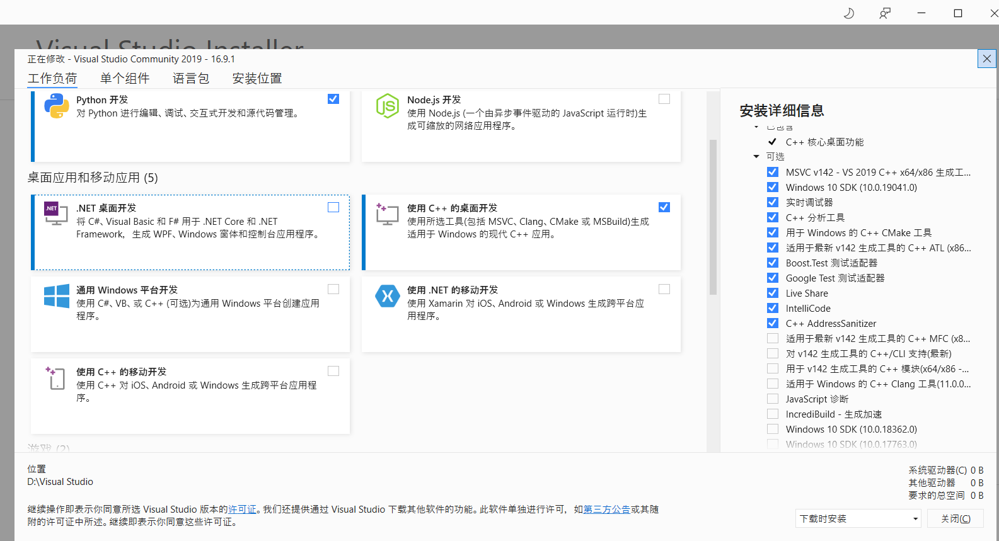 Visual Studio Installer
正在修改 - Visual Studio Community 2019 - 16.9.1
工作负荷 单个组件 语言包 安装位置
Python 开发
对 Python 进行编辑、调试、交互式开发和源代码管理。
Node.js 开发
使用 Node.js (一个由异步事件驱动的 JavaScript 运行时)生
成可缩放的网络应用程序。
桌面应用和移动应用 (5)
.NET
.NET 桌面开发
将 C#、Visual Basic 和 F# 用于 .NET Core 和 .NET
Framework，生成 WPF、Windows 窗体和控制台应用程序。
使用 C++ 的桌面开发
使用所选工具(包括 MSVC、Clang、CMake 或 MSBuild)生成
适用于 Windows 的现代 C++ 应用。
通用 Windows 平台开发
使用 C#、VB、或 C++ (可选)为通用 Windows 平台创建应用
程序。
使用 .NET 的移动开发
使用 Xamarin 对 iOS、Android 或 Windows 生成跨平台应
用程序。
使用 C++ 的移动开发
使用 C++ 对 iOS、Android 或 Windows 生成跨平台应用程
序。
游戏 (2)
安装详细信息
已包含
C++ 核心桌面功能
可选
MSVC v142 - VS 2019 C++ x64/x86 生成工...
Windows 10 SDK (10.0.19041.0)
实时调试器
C++ 分析工具
用于 Windows 的 C++ CMake 工具
适用于最新 v142 生成工具的 C++ ATL (x86...
Boost.Test 测试适配器
Google Test 测试适配器
Live Share
IntelliCode
C++ AddressSanitizer
适用于最新 v142 生成工具的 C++ MFC (x8...
对 v142 生成工具的 C++/CLI 支持(最新)
用于 v142 生成工具的 C++ 模块(x64/x86 -...
适用于 Windows 的 C++ Clang 工具(11.0.0...
JavaScript 诊断
IncrediBuild - 生成加速
Windows 10 SDK (10.0.18362.0)
Windows 10 SDK (10.0.17763.0)
位置
D:\Visual Studio
继续操作即表示你同意所选 Visual Studio 版本的许可证。我们还提供通过 Visual Studio 下载其他软件的功能。此软件单独进行许可，如第三方公告或其随
附的许可证中所述。继续即表示你同意这些许可证。
系统驱动器(C) 0 B
其他驱动器 0 B
要求的总空间 0 B
下载时安装
关闭(C)